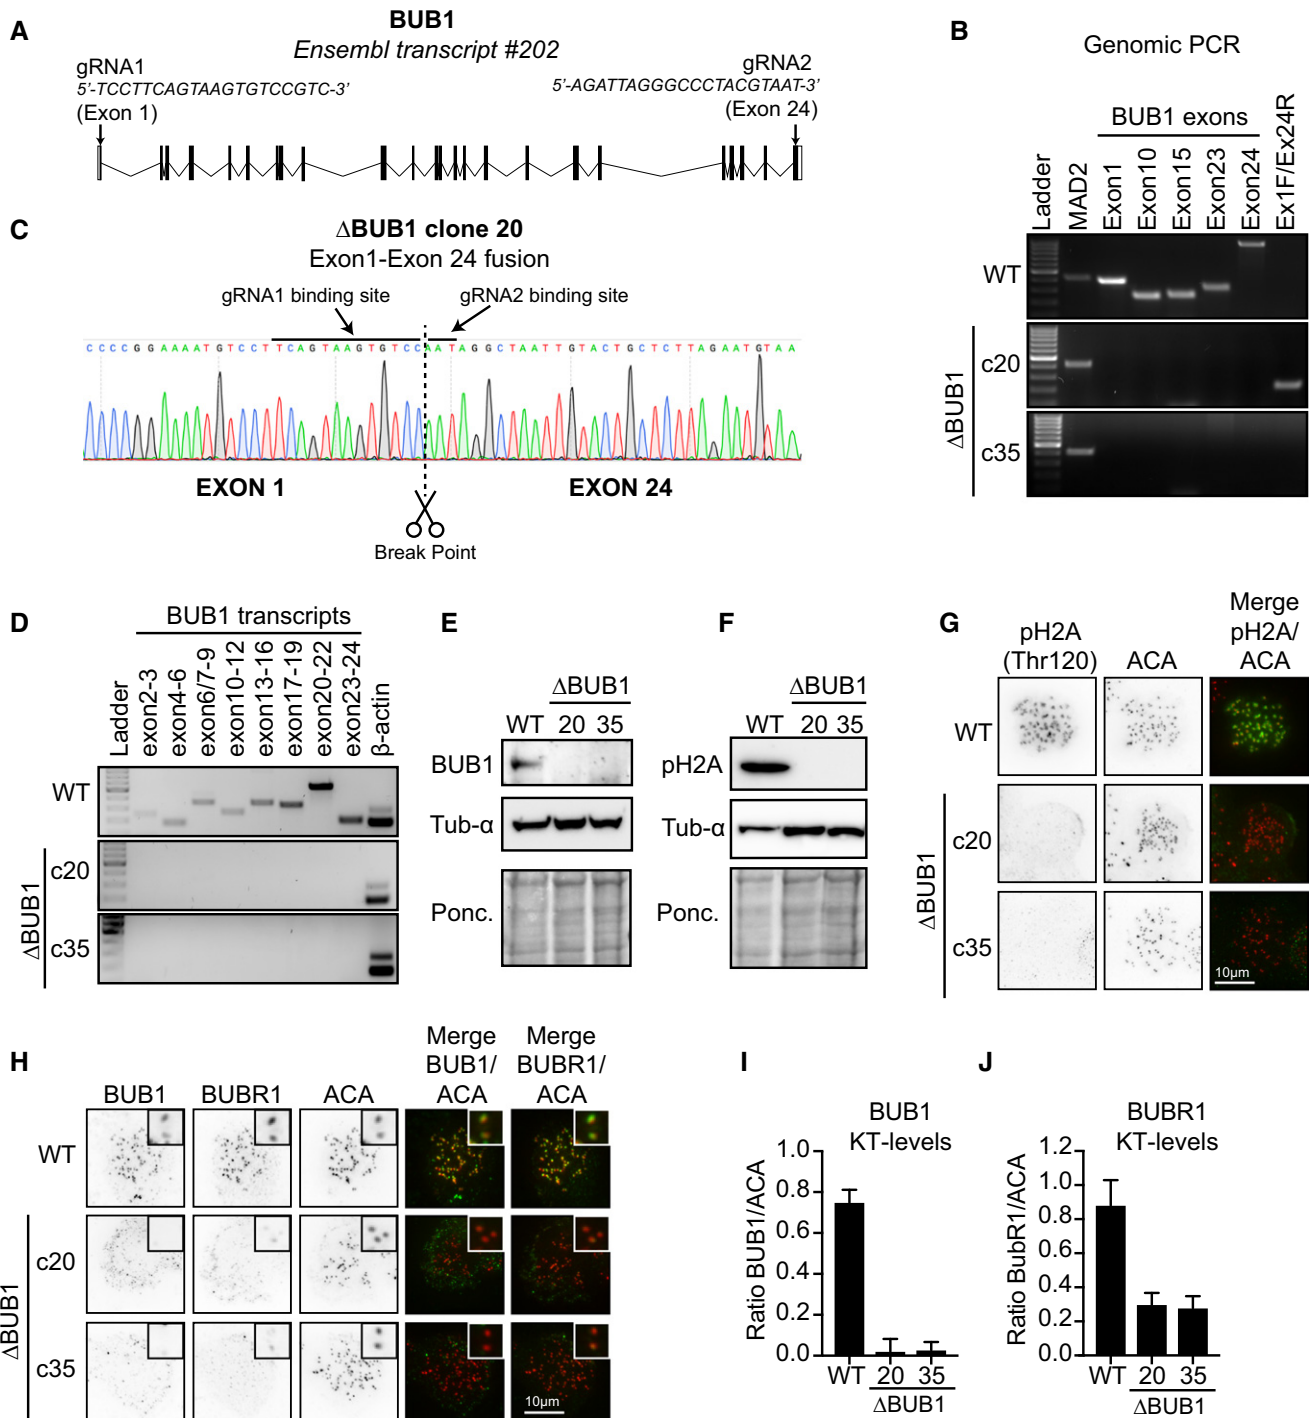 A
BUB1
Ensembl transcript #202
gRNA1
5'-TCCTTCAGTAAGTGTCCGTC-3'
(Exon 1)
gRNA2
5'-AGATTAGGGCCCTACGTAAT-3'
(Exon 24)
B
Genomic PCR
BUB1 exons
Ladder
MAD2
Exon1
Exon10
Exon15
Exon23
Exon24
Ex1F/Ex24R
WT
c20
c35
ΔBUB1
C
ΔBUB1 clone 20
Exon1-Exon 24 fusion
gRNA1 binding site
gRNA2 binding site
CCCCGGAAAATGTCCTTCAGTAAGTGTCCAATAGGCTAATTGTACTGCTCTTAGAATGTAA
EXON 1
EXON 24
Break Point
D
BUB1 transcripts
Ladder
exon2-3
exon4-6
exon6/7-9
exon10-12
exon13-16
exon17-19
exon20-22
exon23-24
β-actin
WT
c20
c35
ΔBUB1
E
ΔBUB1
WT 20 35
BUB1
Tub-α
Ponc.
F
ΔBUB1
WT 20 35
pH2A
Tub-α
Ponc.
G
pH2A
(Thr120)
ACA
Merge
pH2A/
ACA
WT
c20
c35
ΔBUB1
10μm
H
BUB1
BUBR1
ACA
Merge
BUB1/
ACA
Merge
BUBR1/
ACA
WT
c20
c35
ΔBUB1
10μm
I
BUB1
KT-levels
Ratio BUB1/ACA
1.0
0.8
0.6
0.4
0.2
0.0
WT 20 35
ΔBUB1
J
BUBR1
KT-levels
Ratio BubR1/ACA
1.2
1.0
0.8
0.6
0.4
0.2
0.0
WT 20 35
ΔBUB1